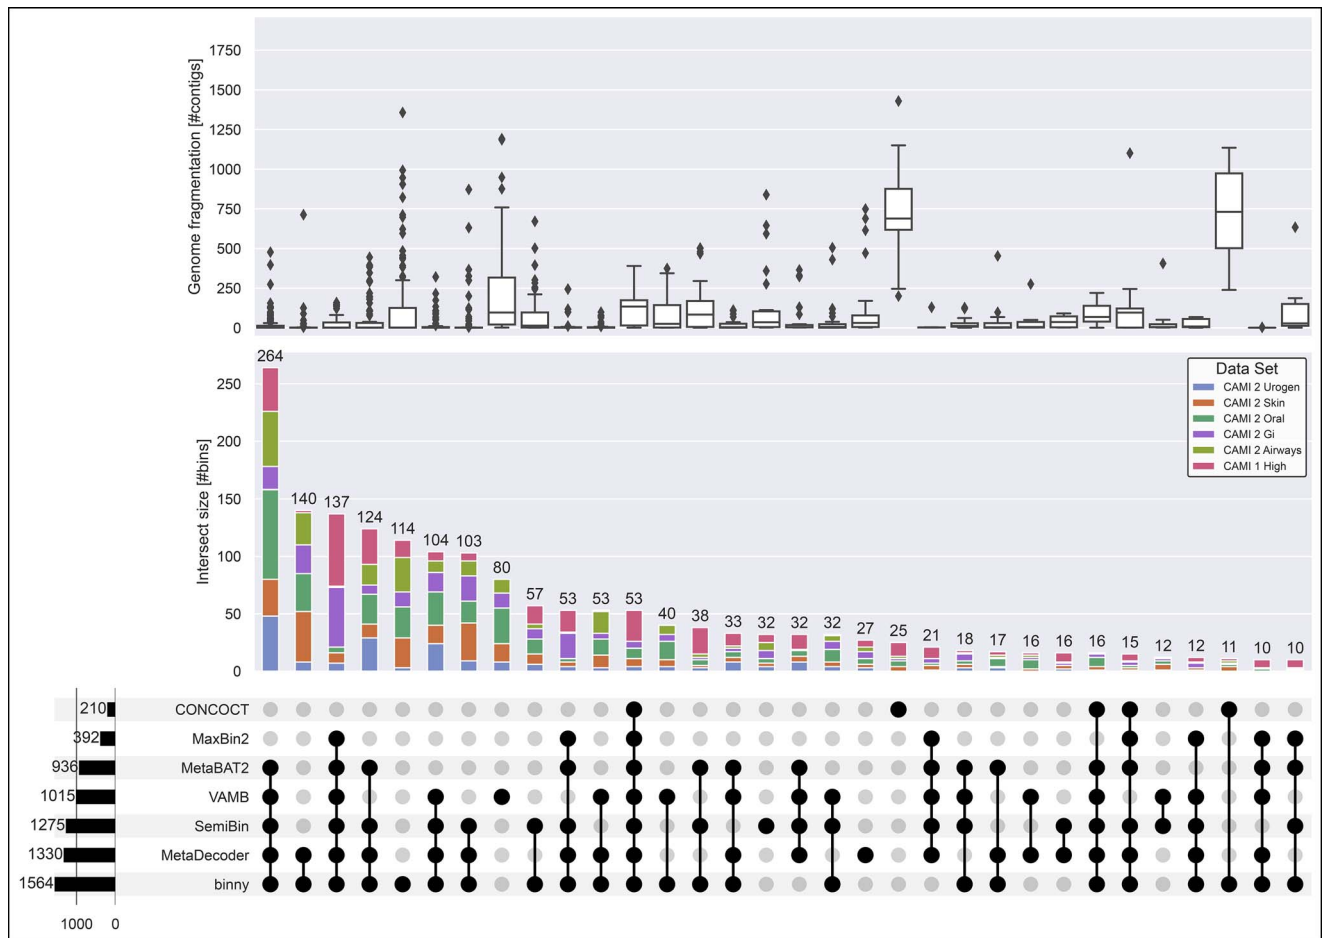 Genome fragmentation [#contigs]
1750
1500
1250
1000
750
500
250
0
Intersect size [#bins]
250
200
150
100
50
0
264
140
137
124
114
104
103
80
57
53
53
53
40
38
33
32
32
32
27
25
21
18
17
16
16
16
15
12
12
11
10
10
Data Set
CAMI 2 Urogen
CAMI 2 Skin
CAMI 2 Oral
CAMI 2 Gi
CAMI 2 Airways
CAMI 1 High
210 CONCOCT
392 MaxBin2
936 MetaBAT2
1015 VAMB
1275 SemiBin
1330 MetaDecoder
1564 binny
1000 0